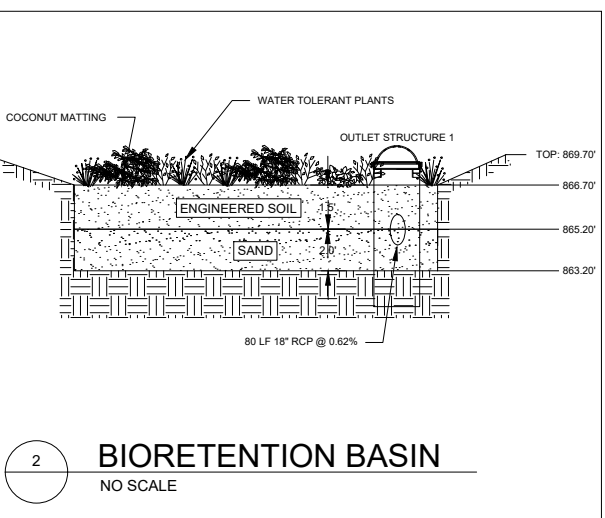 WATER TOLERANT PLANTS
COCONUT MATTING
OUTLET STRUCTURE 1
TOP: 869.70'
866.70'
ENGINEERED SOIL
1.5'
865.20'
SAND
2.0'
863.20'
80 LF 18" RCP @ 0.62%
2
BIORETENTION BASIN
NO SCALE